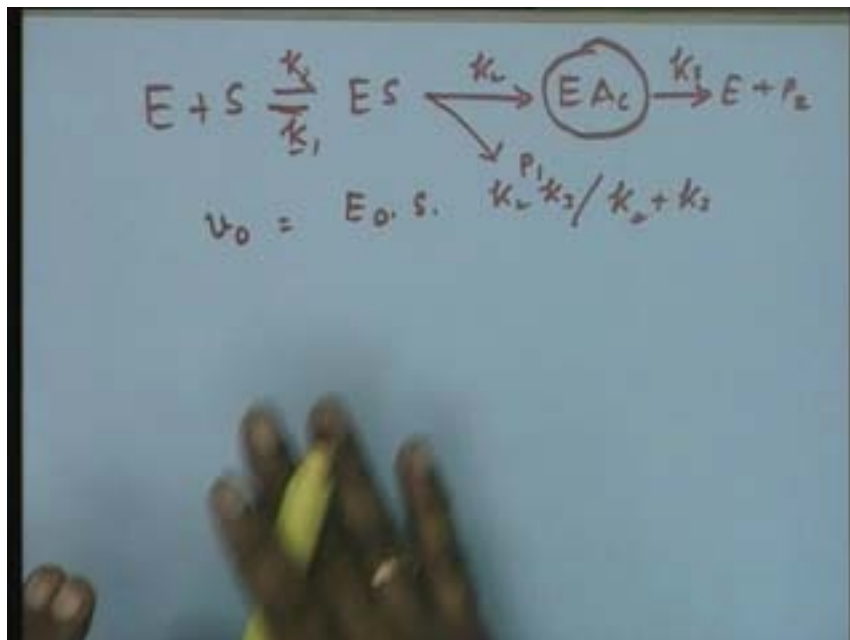 E + S k₁ k₋₁ ES k₂ EAc k₃ E + P₂
P₁
v₀ = E₀. S. k₂ k₃ / k₂ + k₃